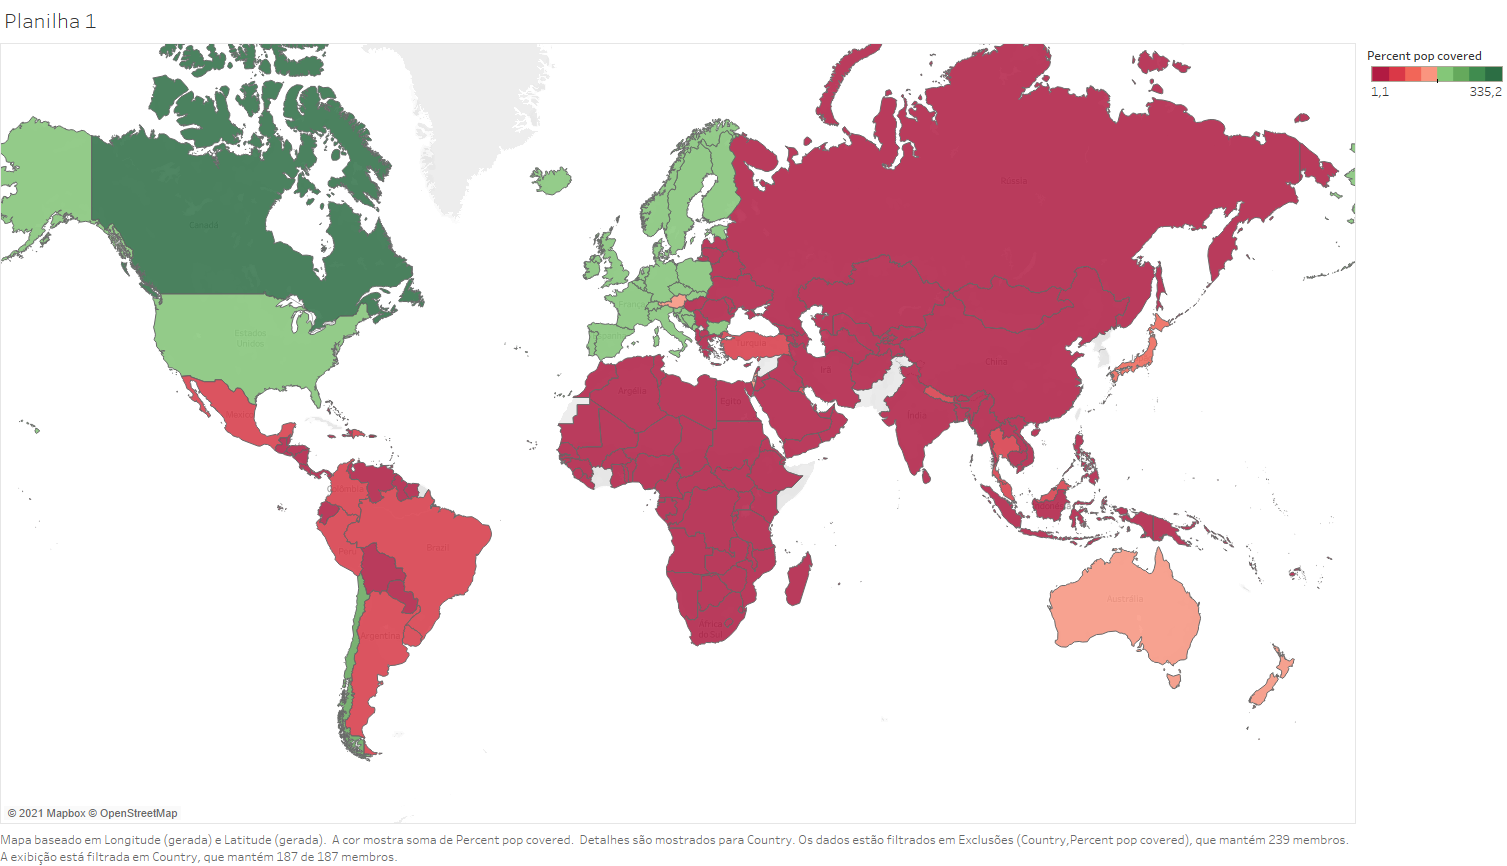 Planilha 1
Percent pop covered
1,1
335,2
Rússia
Canadá
Estados
Unidos
França
Turquia
China
Irã
Argélia
Egito
Índia
México
Colômbia
Brasil
Peru
Austrália
Argentina
África
do Sul
© 2021 Mapbox © OpenStreetMap
Mapa baseado em Longitude (gerada) e Latitude (gerada). A cor mostra soma de Percent pop covered. Detalhes são mostrados para Country. Os dados estão filtrados em Exclusões (Country,Percent pop covered), que mantém 239 membros.
A exibição está filtrada em Country, que mantém 187 de 187 membros.